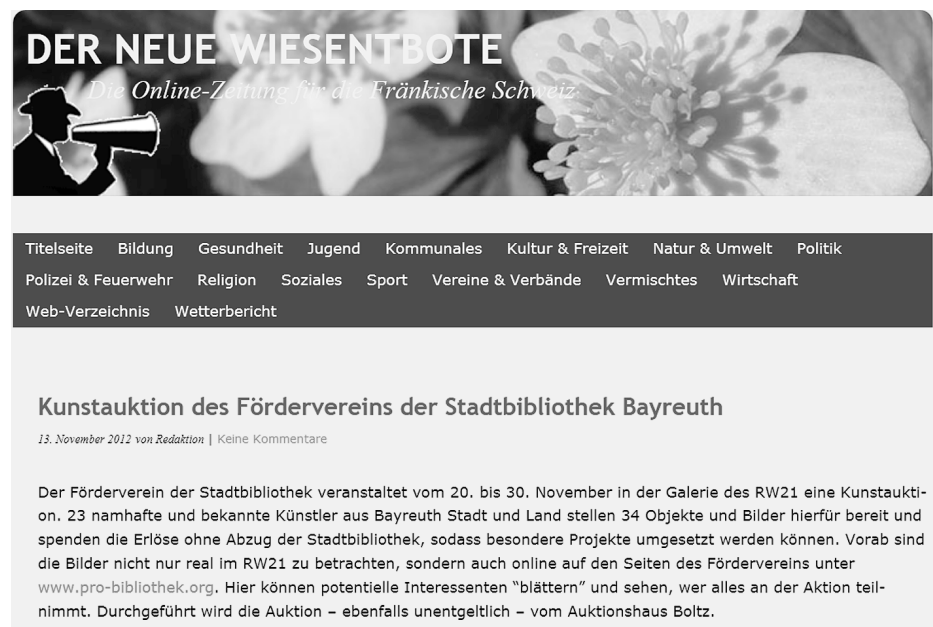 DER NEUE WIESENTBOTE
Die Online-Zeitung für die Fränkische Schweiz
Titelseite Bildung Gesundheit Jugend Kommunales Kultur & Freizeit Natur & Umwelt Politik
Polizei & Feuerwehr Religion Soziales Sport Vereine & Verbände Vermischtes Wirtschaft
Web-Verzeichnis Wetterbericht
Kunstauktion des Fördervereins der Stadtbibliothek Bayreuth
13. November 2012 von Redaktion | Keine Kommentare
Der Förderverein der Stadtbibliothek veranstaltet vom 20. bis 30. November in der Galerie des RW21 eine Kunstaukti-
on. 23 namhafte und bekannte Künstler aus Bayreuth Stadt und Land stellen 34 Objekte und Bilder hierfür bereit und
spenden die Erlöse ohne Abzug der Stadtbibliothek, sodass besondere Projekte umgesetzt werden können. Vorab sind
die Bilder nicht nur real im RW21 zu betrachten, sondern auch online auf den Seiten des Fördervereins unter
www.pro-bibliothek.org. Hier können potentielle Interessenten “blättern” und sehen, wer alles an der Aktion teil-
nimmt. Durchgeführt wird die Auktion – ebenfalls unentgeltlich – vom Auktionshaus Boltz.